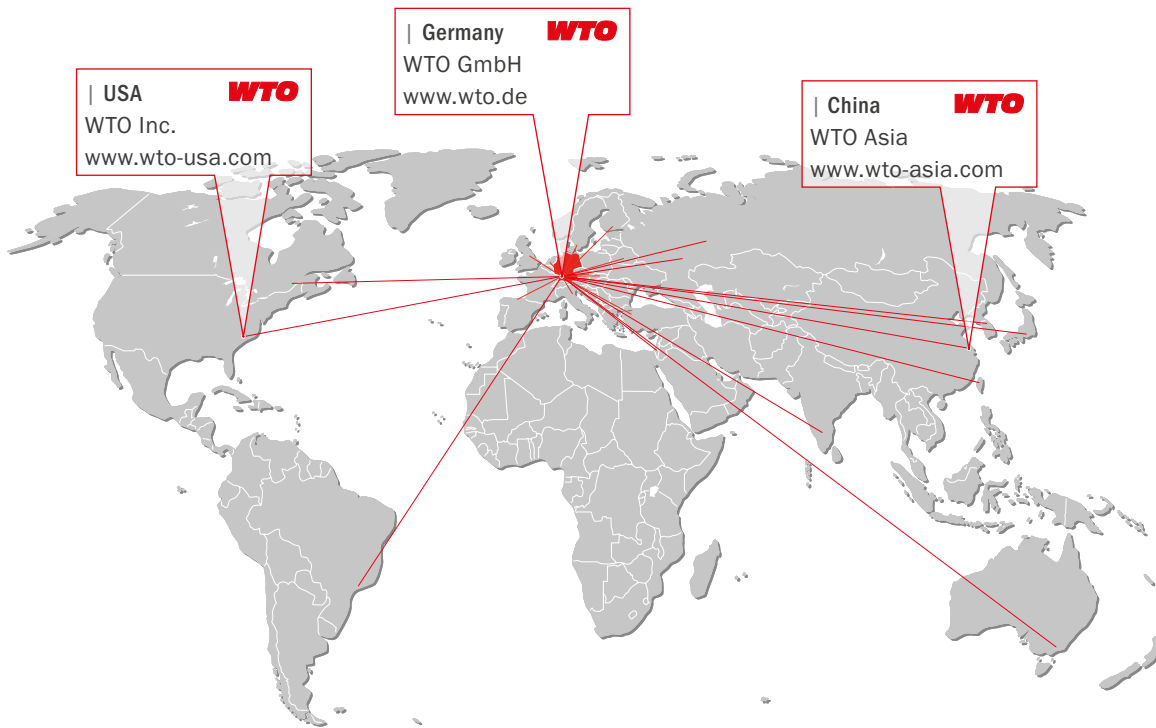 | USA WTO
WTO Inc.
www.wto-usa.com
| Germany WTO
WTO GmbH
www.wto.de
| China WTO
WTO Asia
www.wto-asia.com